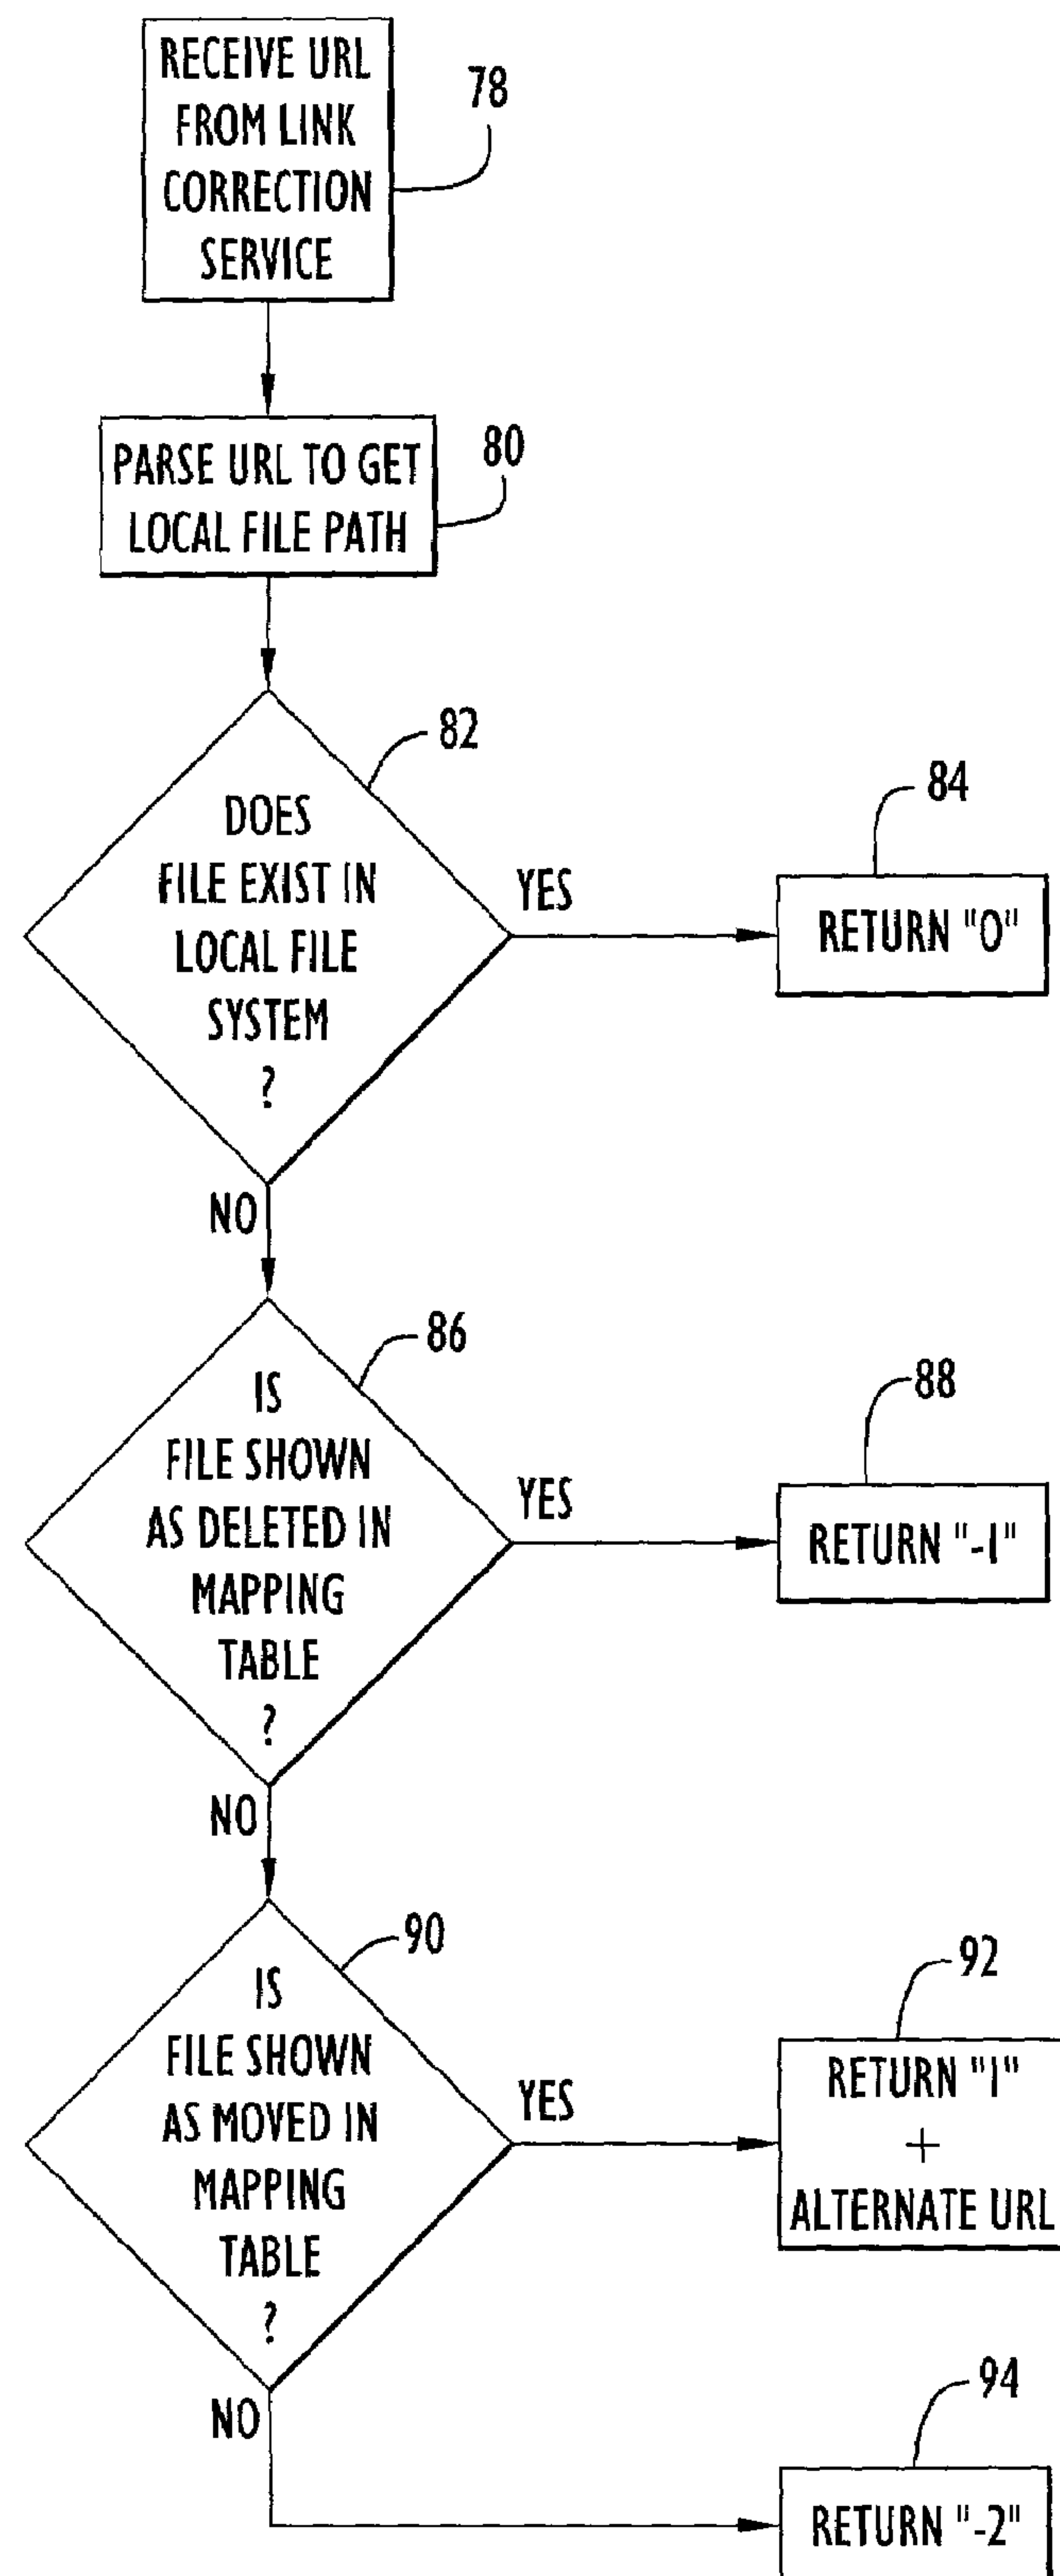 RECEIVE URL
FROM LINK
CORRECTION
SERVICE
78
PARSE URL TO GET
LOCAL FILE PATH
80
82
DOES
FILE EXIST IN
LOCAL FILE
SYSTEM
?
YES
84
RETURN "0"
NO
86
IS
FILE SHOWN
AS DELETED IN
MAPPING
TABLE
?
YES
88
RETURN "-1"
NO
90
IS
FILE SHOWN
AS MOVED IN
MAPPING
TABLE
?
YES
92
RETURN "1"
+
ALTERNATE URL
NO
94
RETURN "-2"